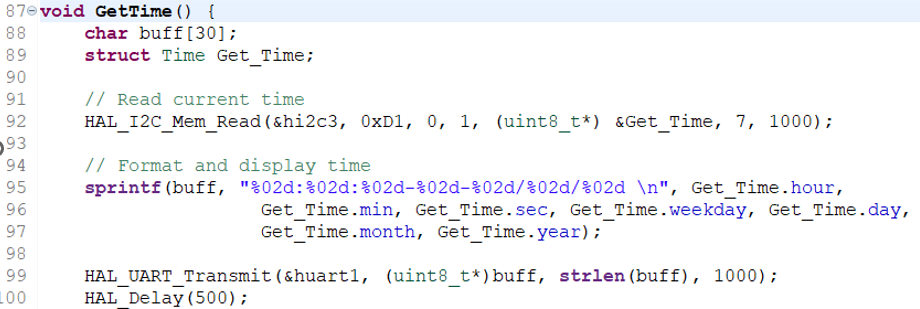 87 void GetTime() {
88 char buff[30];
89 struct Time Get_Time;
90
91 // Read current time
92 HAL_I2C_Mem_Read(&hi2c3, 0xD1, 0, 1, (uint8_t*) &Get_Time, 7, 1000);
93
94 // Format and display time
95 sprintf(buff, "%02d:%02d:%02d-%02d-%02d/%02d/%02d \n", Get_Time.hour,
96 Get_Time.min, Get_Time.sec, Get_Time.weekday, Get_Time.day,
97 Get_Time.month, Get_Time.year);
98
99 HAL_UART_Transmit(&huart1, (uint8_t*)buff, strlen(buff), 1000);
100 HAL_Delay(500);